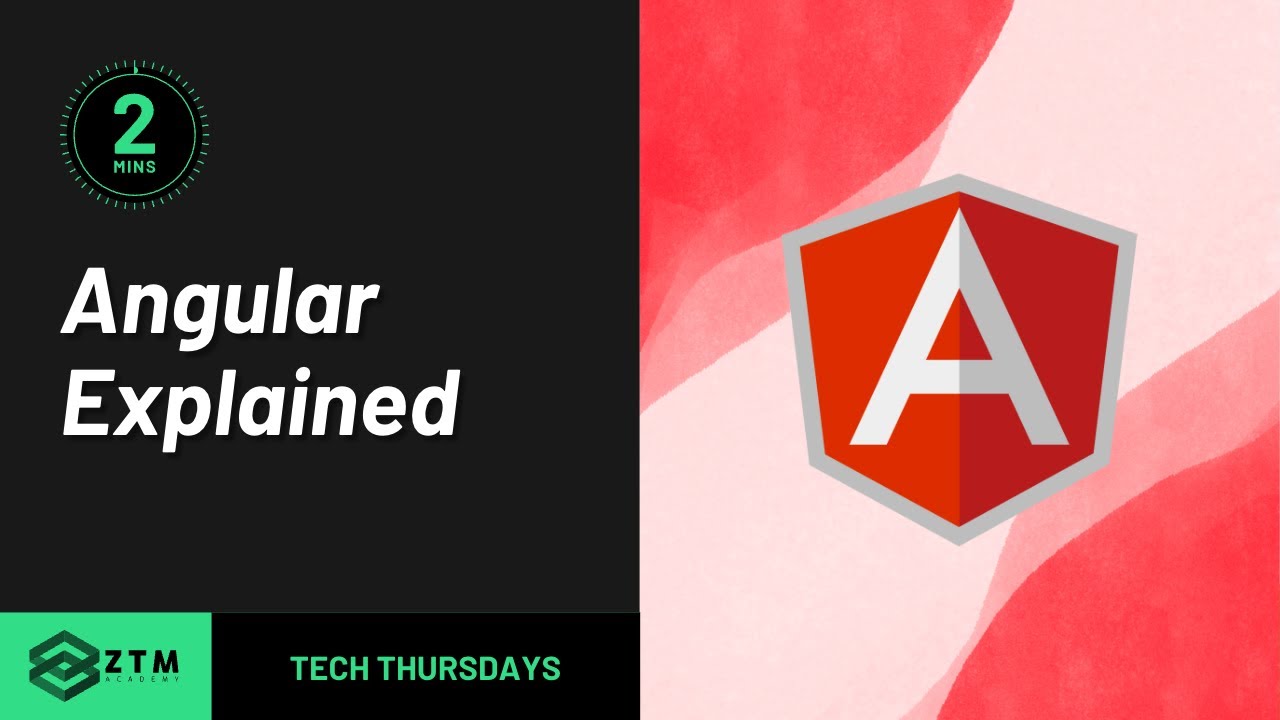 2
MINS
Angular
Explained
ZTM
ACADEMY
TECH THURSDAYS
A